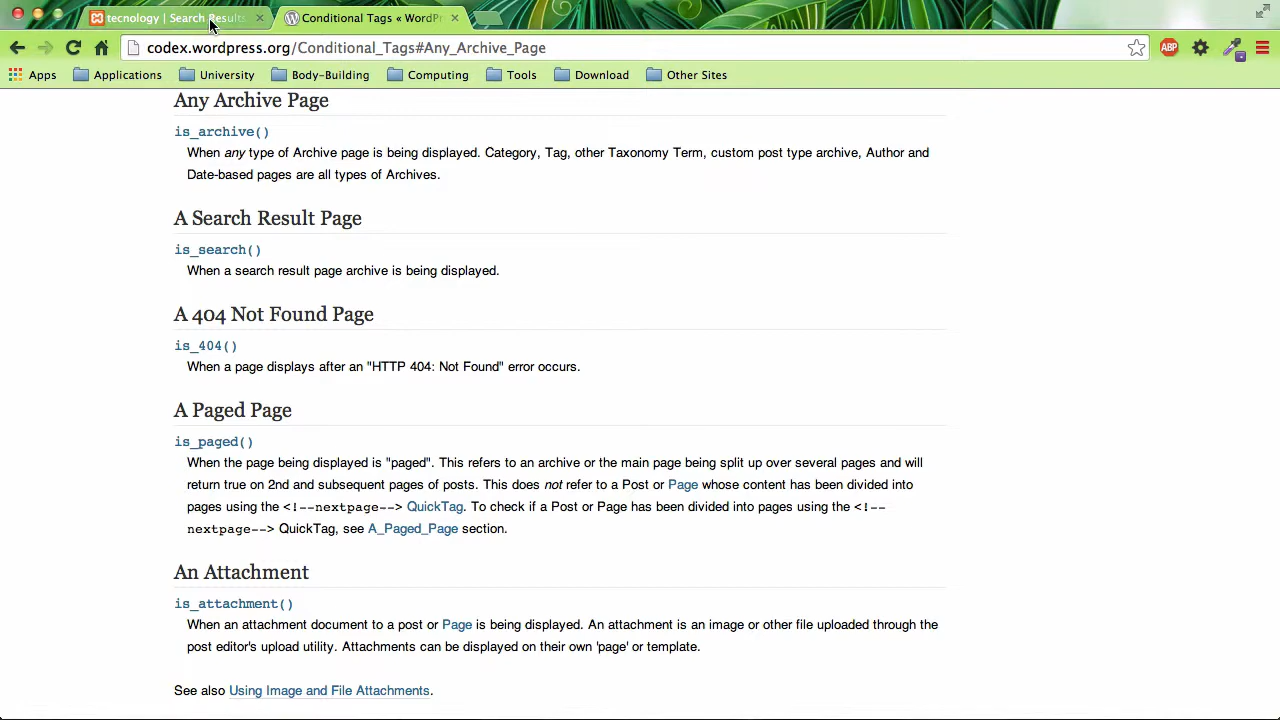 tecnology | Search Results
Conditional Tags « WordPr
codex.wordpress.org/Conditional_Tags#Any_Archive_Page
ABP
Apps Applications University Body-Building Computing Tools Download Other Sites
Any Archive Page
is_archive()
When any type of Archive page is being displayed. Category, Tag, other Taxonomy Term, custom post type archive, Author and
Date-based pages are all types of Archives.
A Search Result Page
is_search()
When a search result page archive is being displayed.
A 404 Not Found Page
is_404()
When a page displays after an "HTTP 404: Not Found" error occurs.
A Paged Page
is_paged()
When the page being displayed is "paged". This refers to an archive or the main page being split up over several pages and will
return true on 2nd and subsequent pages of posts. This does not refer to a Post or Page whose content has been divided into
pages using the <!--nextpage--> QuickTag. To check if a Post or Page has been divided into pages using the <!--
nextpage--> QuickTag, see A_Paged_Page section.
An Attachment
is_attachment()
When an attachment document to a post or Page is being displayed. An attachment is an image or other file uploaded through the
post editor's upload utility. Attachments can be displayed on their own 'page' or template.
See also Using Image and File Attachments.